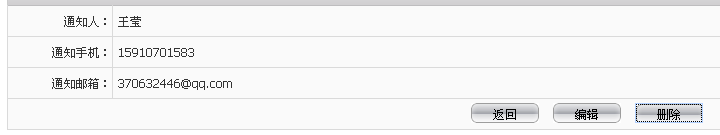 通知人： 王莹
通知手机： 15910701583
通知邮箱： 370632446@qq.com
返回 编辑 删除